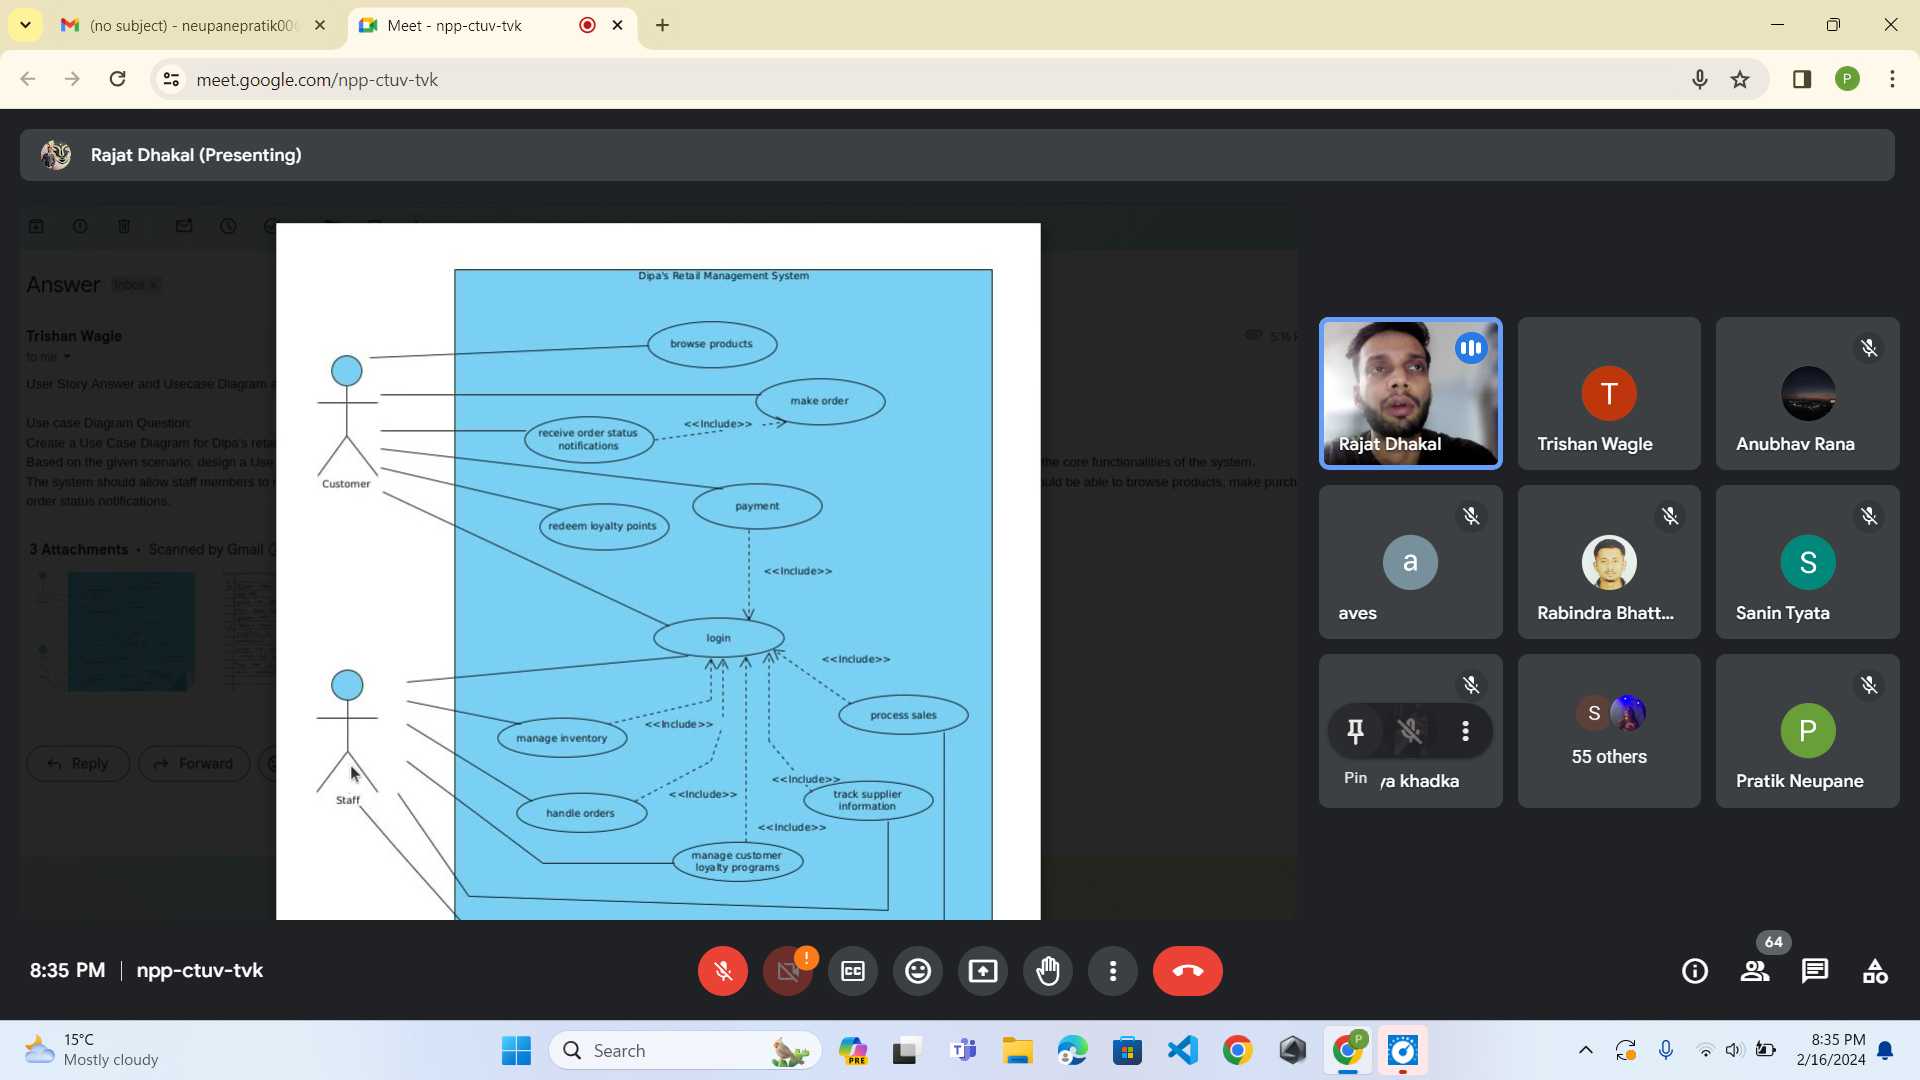 (no subject) - neupanepratik00
Meet - npp-ctuv-tvk
meet.google.com/npp-ctuv-tvk
P
Rajat Dhakal (Presenting)
Answer
Inbox ×
Trishan Wagle
to me
5:16
User Story Answer and Usecase Diagram a
Use case Diagram Question:
Create a Use Case Diagram for Dipa's reta
Based on the given scenario, design a Use
the core functionalities of the system.
The system should allow staff members to
uld be able to browse products, make purch
order status notifications.
3 Attachments • Scanned by Gmail
Reply
Forward
Dipa's Retail Management System
browse products
make order
<<Include>>
receive order status
notifications
Customer
payment
redeem loyalty points
<<Include>>
login
<<Include>>
process sales
<<Include>>
manage inventory
<<Include>>
track supplier
information
<<Include>>
Staff
handle orders
<<Include>>
manage customer
loyalty programs
Rajat Dhakal
T
Trishan Wagle
Anubhav Rana
a
aves
Rabindra Bhatt...
S
Sanin Tyata
Pin
ya khadka
S
55 others
P
Pratik Neupane
8:35 PM
npp-ctuv-tvk
64
15°C
Mostly cloudy
Search
PRE
P
8:35 PM
2/16/2024